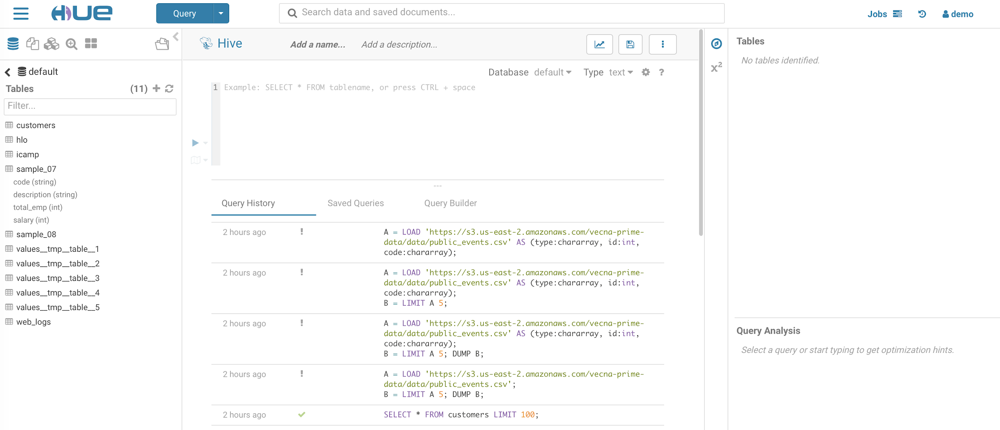 HUE
Query
Search data and saved documents...
Jobs
demo
default
Tables (11)
Filter...
customers
hlo
icamp
sample_07
code (string)
description (string)
total_emp (int)
salary (int)
sample_08
values__tmp__table__1
values__tmp__table__2
values__tmp__table__3
values__tmp__table__4
values__tmp__table__5
web_logs
Hive Add a name... Add a description...
Database default Type text ?
1 Example: SELECT * FROM tablename, or press CTRL + space
Query History Saved Queries Query Builder
2 hours ago ! A = LOAD 'https://s3.us-east-2.amazonaws.com/vecna-prime-
data/data/public_events.csv' AS (type:chararray, id:int,
code:chararray);
2 hours ago ! A = LOAD 'https://s3.us-east-2.amazonaws.com/vecna-prime-
data/data/public_events.csv' AS (type:chararray, id:int,
code:chararray);
B = LIMIT A 5;
2 hours ago ! A = LOAD 'https://s3.us-east-2.amazonaws.com/vecna-prime-
data/data/public_events.csv' AS (type:chararray, id:int,
code:chararray);
B = LIMIT A 5; DUMP B;
2 hours ago ! A = LOAD 'https://s3.us-east-2.amazonaws.com/vecna-prime-
data/data/public_events.csv';
B = LIMIT A 5; DUMP B;
2 hours ago SELECT * FROM customers LIMIT 100;
x²
Tables
No tables identified.
Query Analysis
Select a query or start typing to get optimization hints.